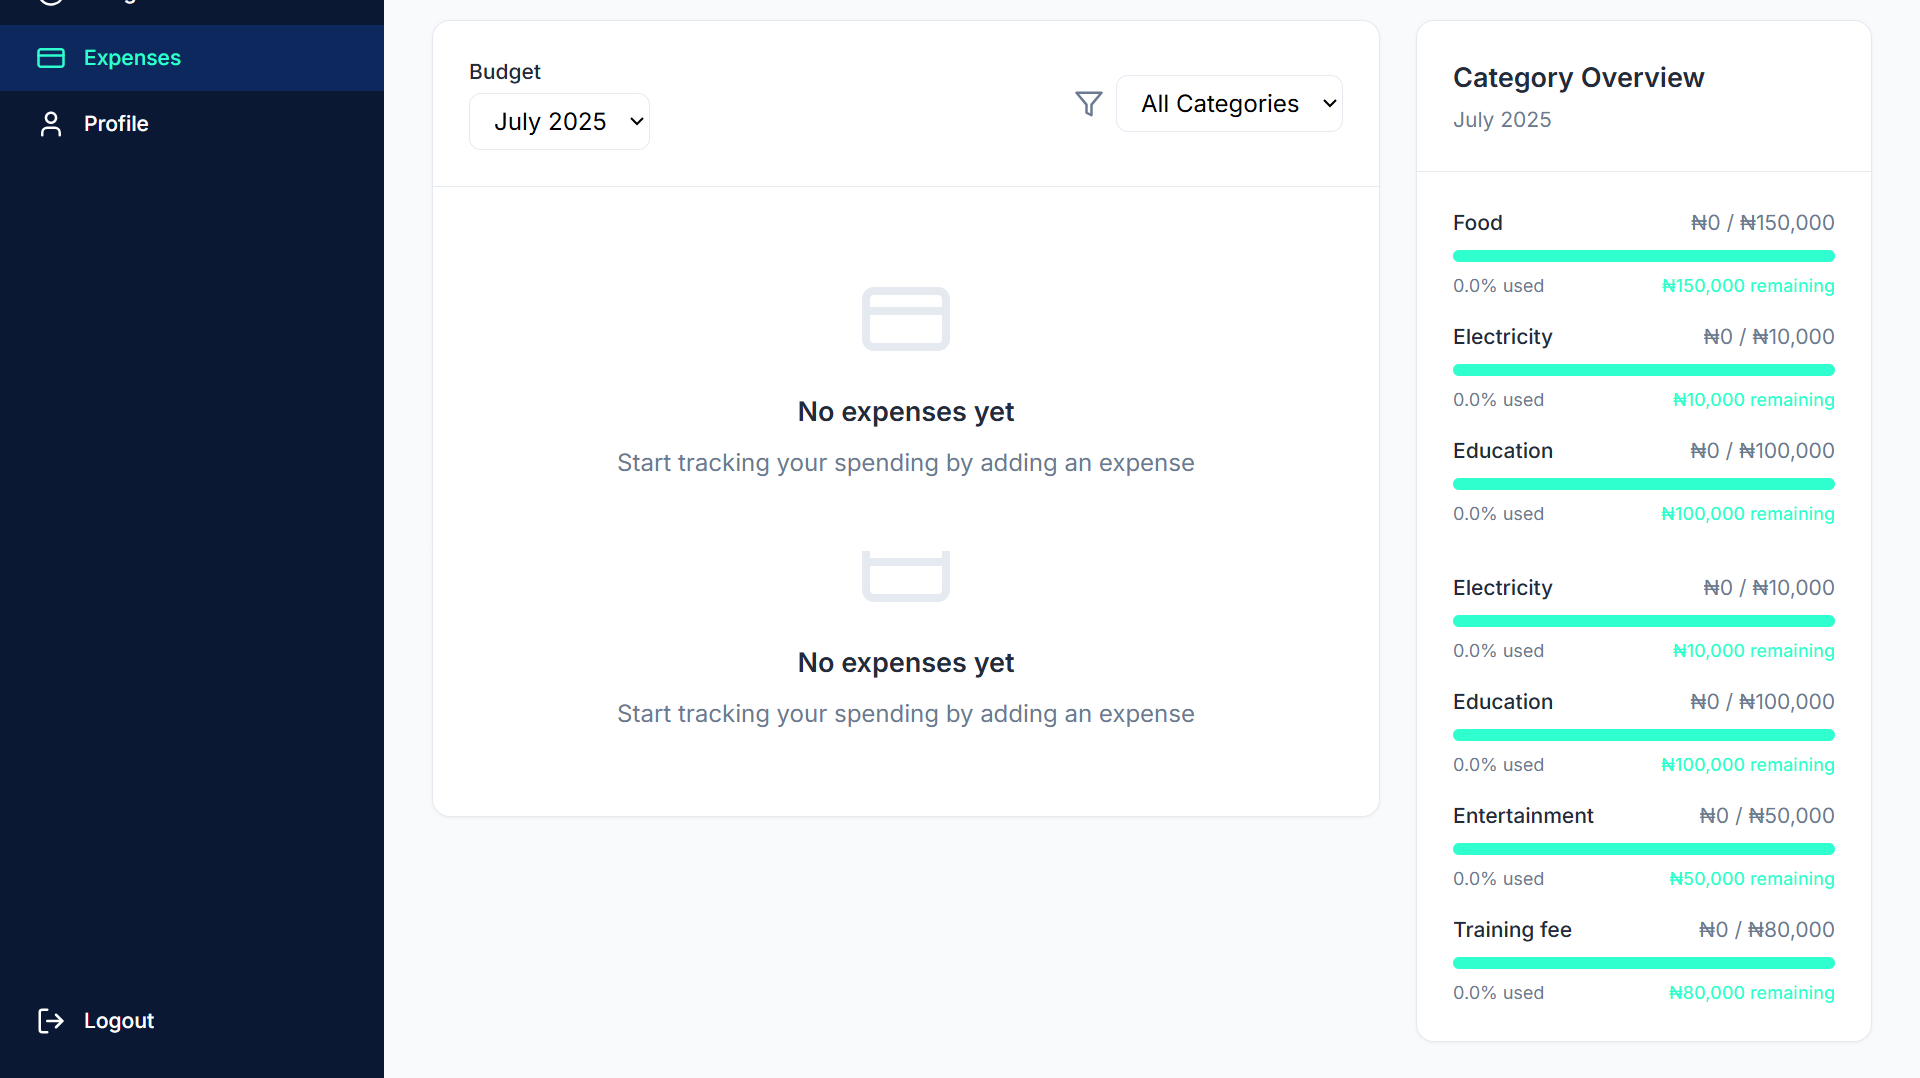 Expenses
Profile
Logout
Budget
July 2025
All Categories
No expenses yet
Start tracking your spending by adding an expense
No expenses yet
Start tracking your spending by adding an expense
Category Overview
July 2025
Food ₦0 / ₦150,000
0.0% used ₦150,000 remaining
Electricity ₦0 / ₦10,000
0.0% used ₦10,000 remaining
Education ₦0 / ₦100,000
0.0% used ₦100,000 remaining
Electricity ₦0 / ₦10,000
0.0% used ₦10,000 remaining
Education ₦0 / ₦100,000
0.0% used ₦100,000 remaining
Entertainment ₦0 / ₦50,000
0.0% used ₦50,000 remaining
Training fee ₦0 / ₦80,000
0.0% used ₦80,000 remaining